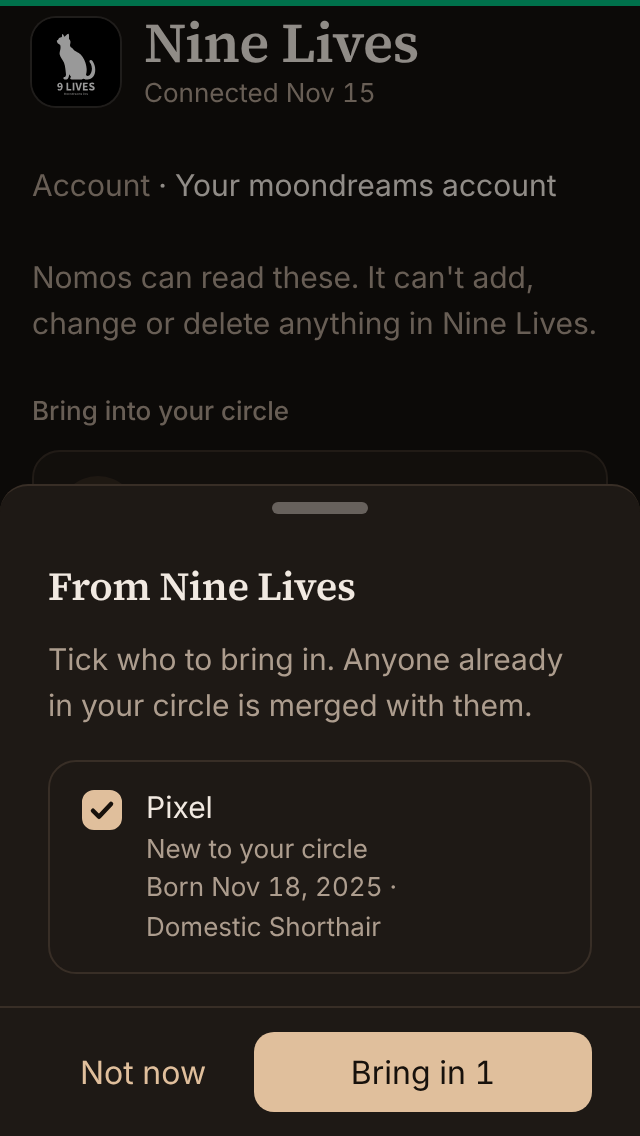 9 LIVES
Nine Lives
Connected Nov 15
Account · Your moondreams account
Nomos can read these. It can't add,
change or delete anything in Nine Lives.
Bring into your circle
From Nine Lives
Tick who to bring in. Anyone already
in your circle is merged with them.
Pixel
New to your circle
Born Nov 18, 2025 ·
Domestic Shorthair
Not now
Bring in 1